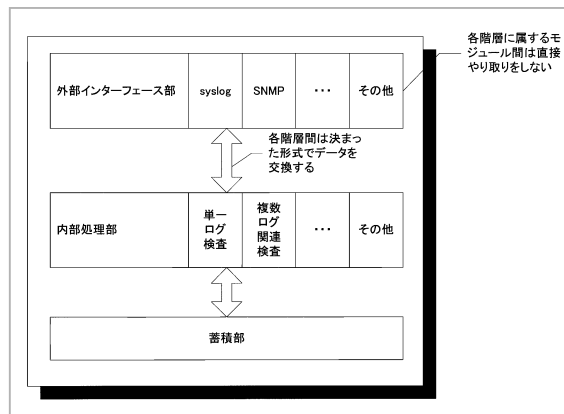 各階層に属するモ
ジュール間は直接
やり取りをしない
外部インターフェース部
syslog
SNMP
・・・
その他
各階層間は決まっ
た形式でデータを
交換する
内部処理部
単一
ログ
検査
複数
ログ
関連
検査
・・・
その他
蓄積部